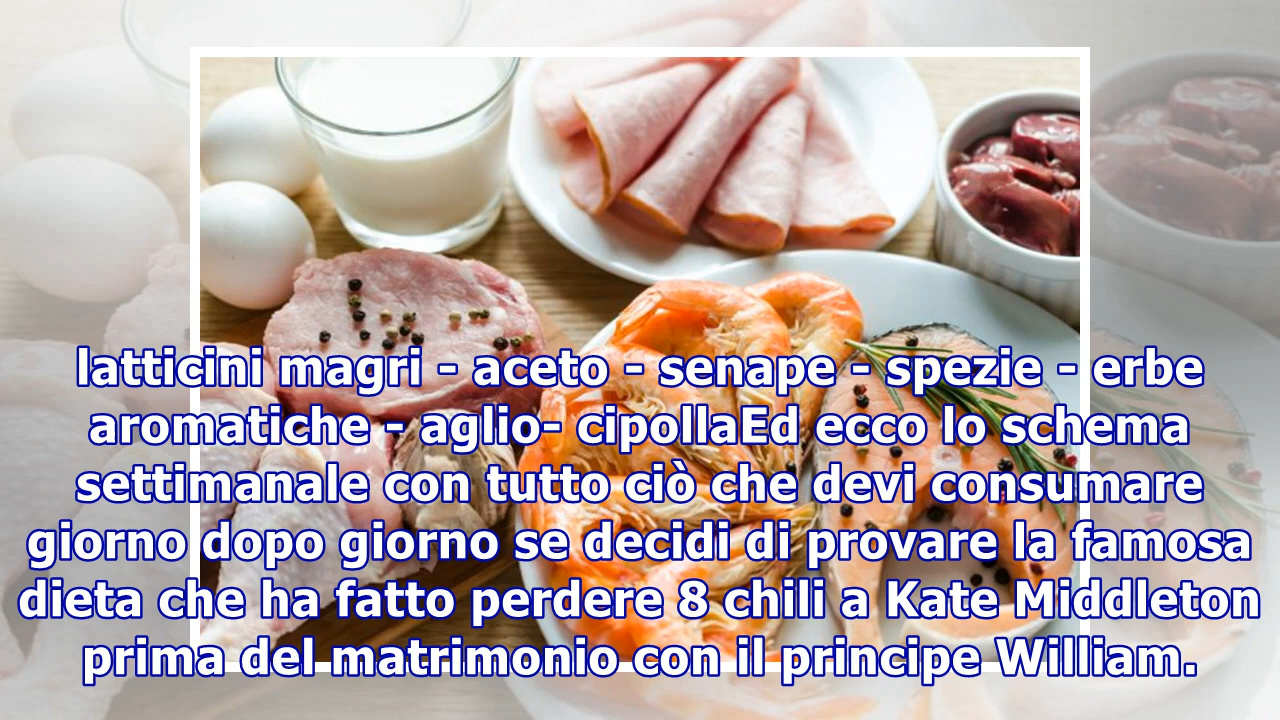 latticini magri - aceto - senape - spezie - erbe
aromatiche - aglio- cipollaEd ecco lo schema
settimanale con tutto ciò che devi consumare
giorno dopo giorno se decidi di provare la famosa
dieta che ha fatto perdere 8 chili a Kate Middleton
prima del matrimonio con il principe William.